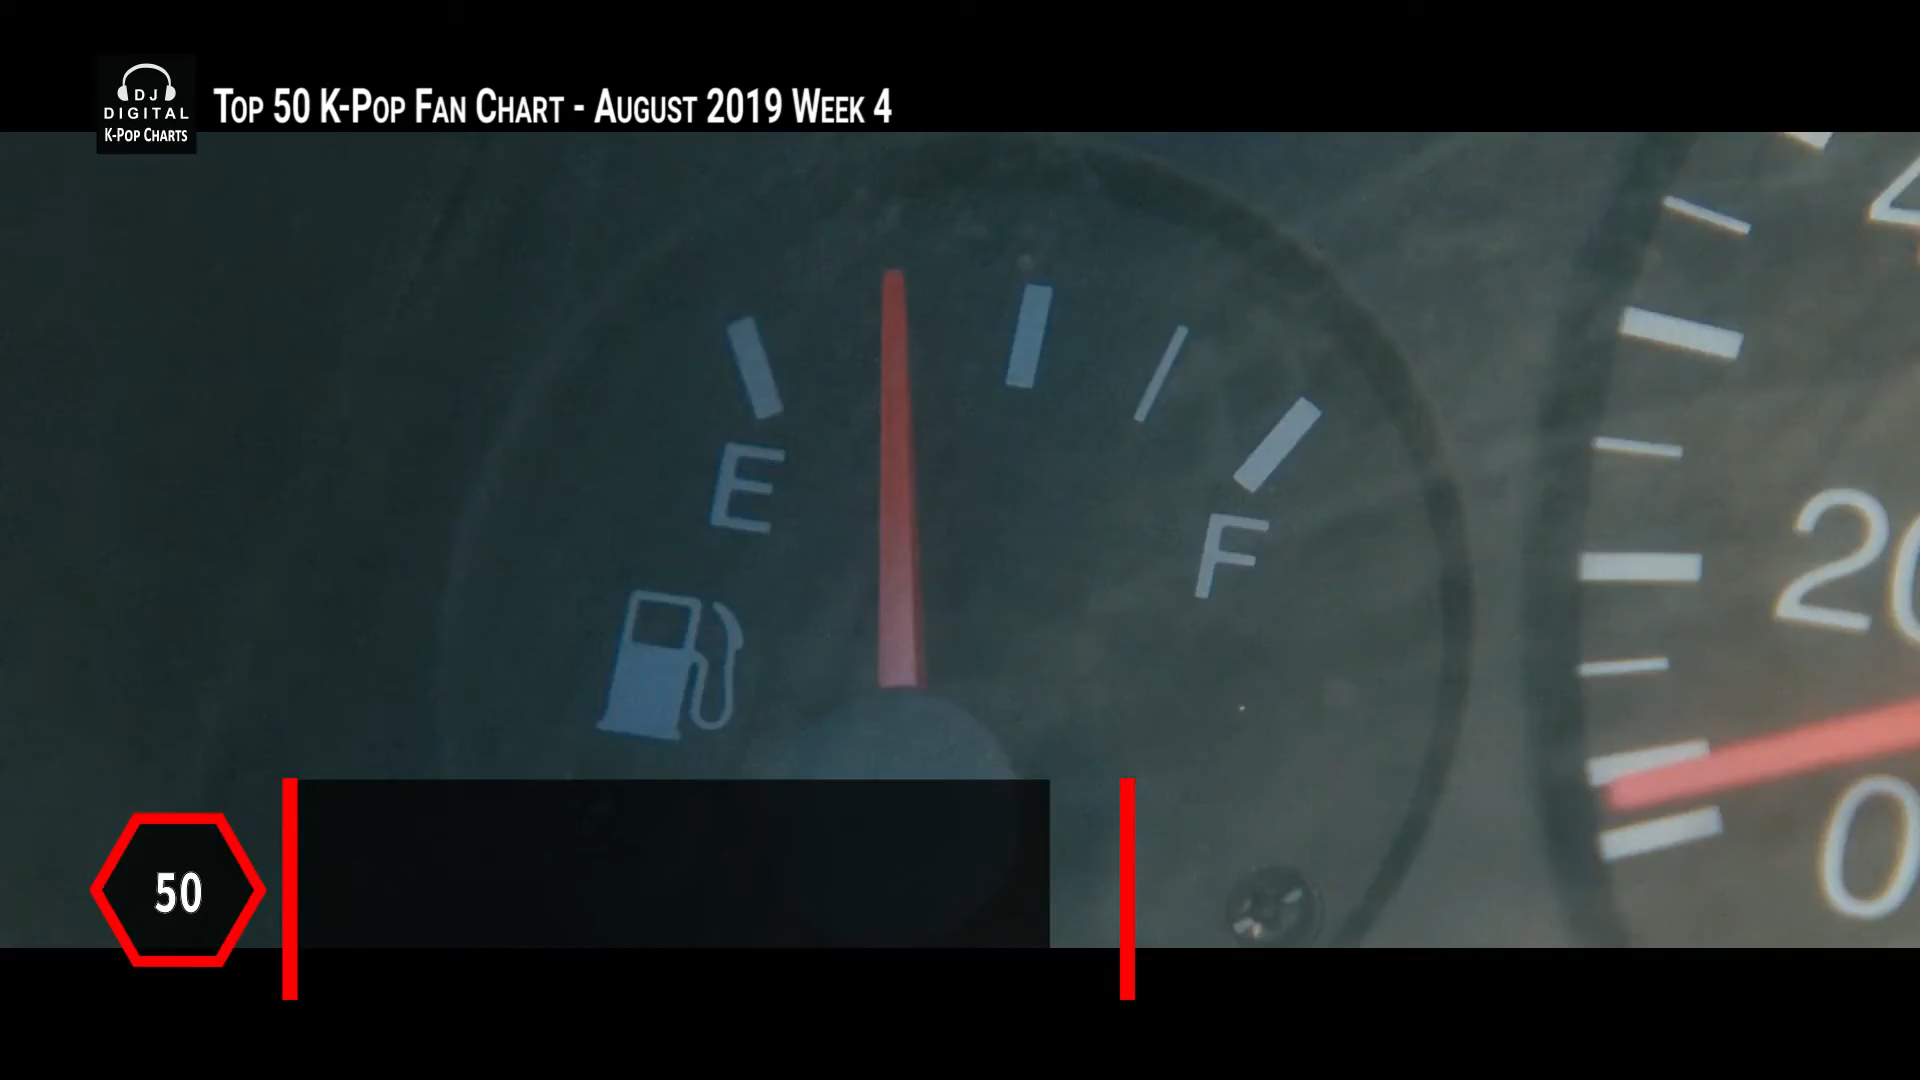 DJ
DIGITAL
K-Pop Charts
Top 50 K-Pop Fan Chart - August 2019 Week 4
E
F
20
0
50